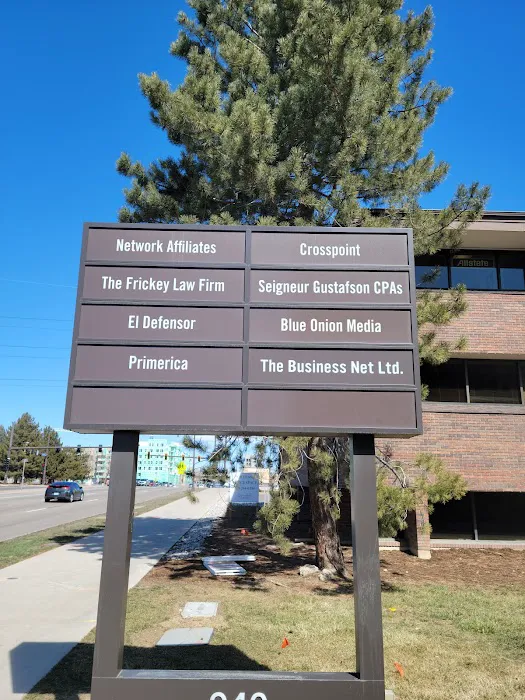 Network Affiliates
Crosspoint
The Frickey Law Firm
Seigneur Gustafson CPAs
El Defensor
Blue Onion Media
Primerica
The Business Net Ltd.
Allstate